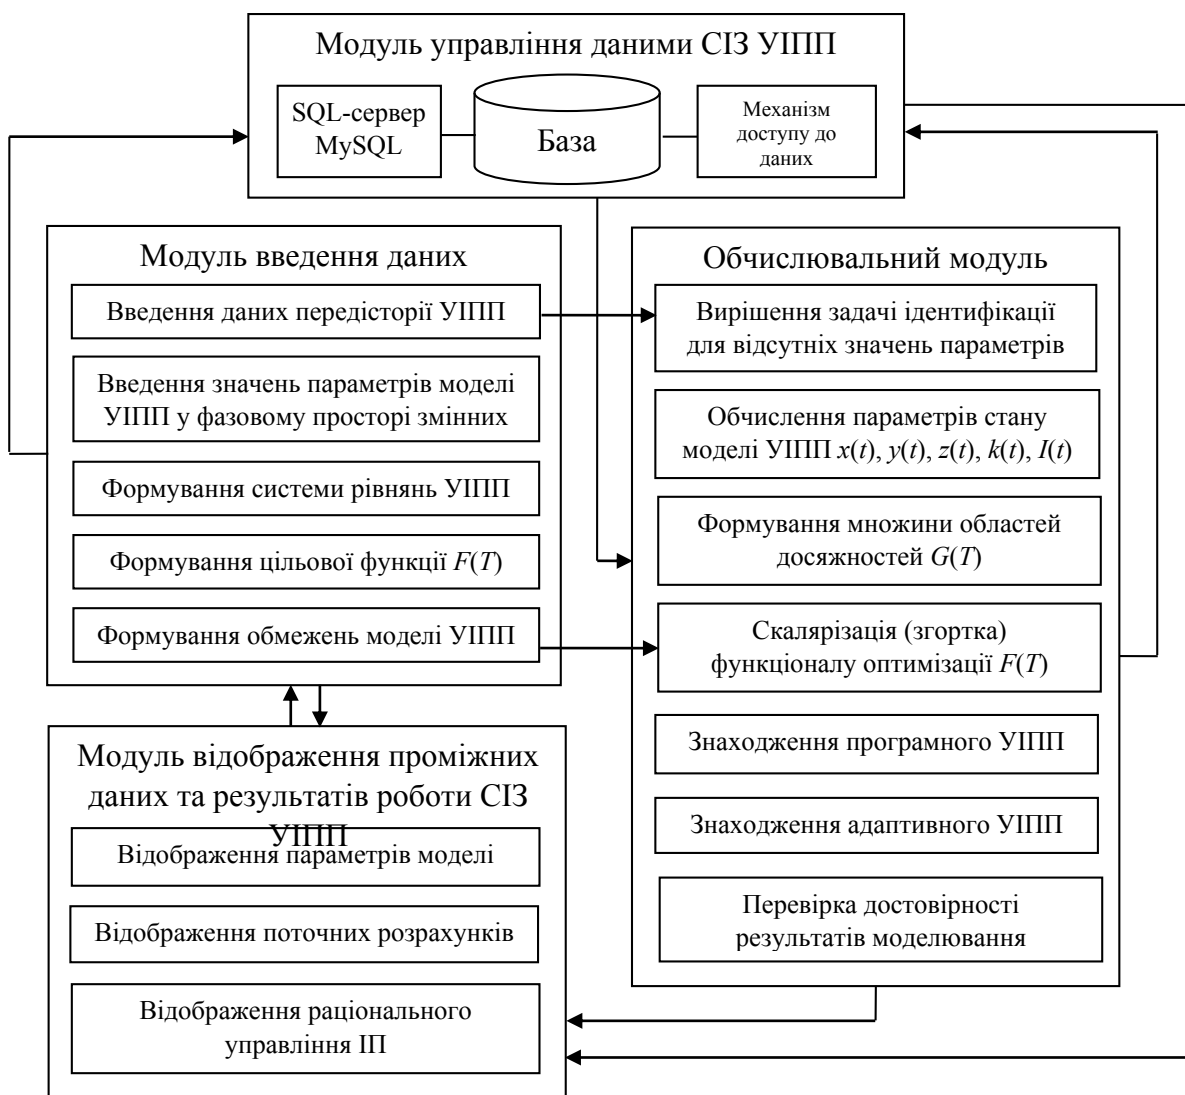 Модуль управління даними СІЗ УІПП
SQL-сервер
MySQL
База
Механізм
доступу до
даних
Модуль введення даних
Введення даних передісторії УІПП
Введення значень параметрів моделі
УІПП у фазовому просторі змінних
Формування системи рівнянь УІПП
Формування цільової функції F(T)
Формування обмежень моделі УІПП
Обчислювальний модуль
Вирішення задачі ідентифікації
для відсутніх значень параметрів
Обчислення параметрів стану
моделі УІПП x(t), y(t), z(t), k(t), I(t)
Формування множини областей
досяжностей G(T)
Скалярізація (згортка)
функціоналу оптимізації F(T)
Знаходження програмного УІПП
Знаходження адаптивного УІПП
Перевірка достовірності
результатів моделювання
Модуль відображення проміжних
даних та результатів роботи СІЗ
УІПП
Відображення параметрів моделі
Відображення поточних розрахунків
Відображення раціонального
управління ІП